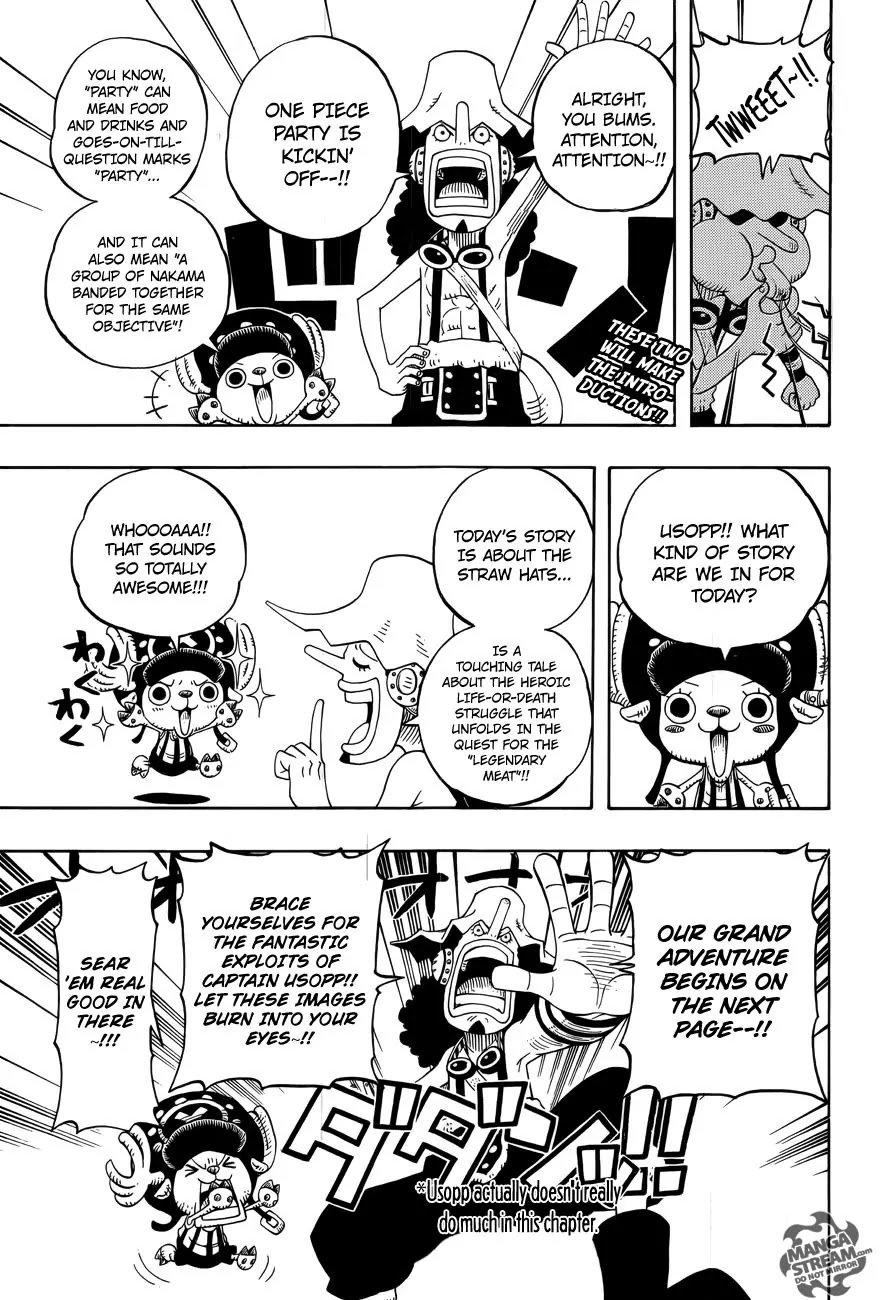 TWWEEET~!!
ALRIGHT,
YOU BUMS.
ATTENTION,
ATTENTION~!!
THESE TWO
WILL MAKE
THE INTRO-
DUCTIONS!!
ONE PIECE
PARTY IS
KICKIN'
OFF--!!
YOU KNOW,
"PARTY" CAN
MEAN FOOD
AND DRINKS AND
GOES-ON-TILL-
QUESTION MARKS
"PARTY"...
AND IT CAN
ALSO MEAN "A
GROUP OF NAKAMA
BANDED TOGETHER
FOR THE SAME
OBJECTIVE"!
USOPP!! WHAT
KIND OF STORY
ARE WE IN FOR
TODAY?
TODAY'S STORY
IS ABOUT THE
STRAW HATS...
IS A
TOUCHING TALE
ABOUT THE HEROIC
LIFE-OR-DEATH
STRUGGLE THAT
UNFOLDS IN THE
QUEST FOR THE
"LEGENDARY
MEAT"!!
WHOOOAAA!!
THAT SOUNDS
SO TOTALLY
AWESOME!!!
わくわく
OUR GRAND
ADVENTURE
BEGINS ON
THE NEXT
PAGE--!!
BRACE
YOURSELVES FOR
THE FANTASTIC
EXPLOITS OF
CAPTAIN USOPP!!
LET THESE IMAGES
BURN INTO YOUR
EYES~!!
SEAR
'EM REAL
GOOD IN
THERE
~!!!
ダダンッ!!
*Usopp actually doesn't really
do much in this chapter.
MANGA
STREAM.com
DO NOT MIRROR